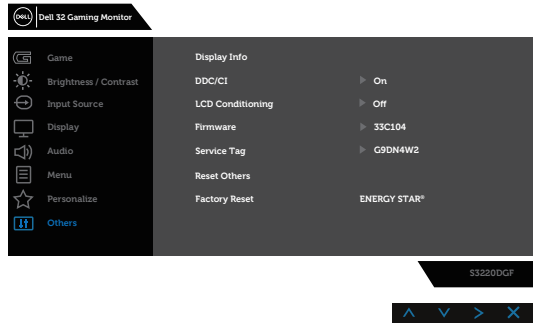 DELL Dell 32 Gaming Monitor
Game
Brightness / Contrast
Input Source
Display
Audio
Menu
Personalize
Others
Display Info
DDC/CI On
LCD Conditioning Off
Firmware 33C104
Service Tag G9DN4W2
Reset Others
Factory Reset ENERGY STAR®
S3220DGF